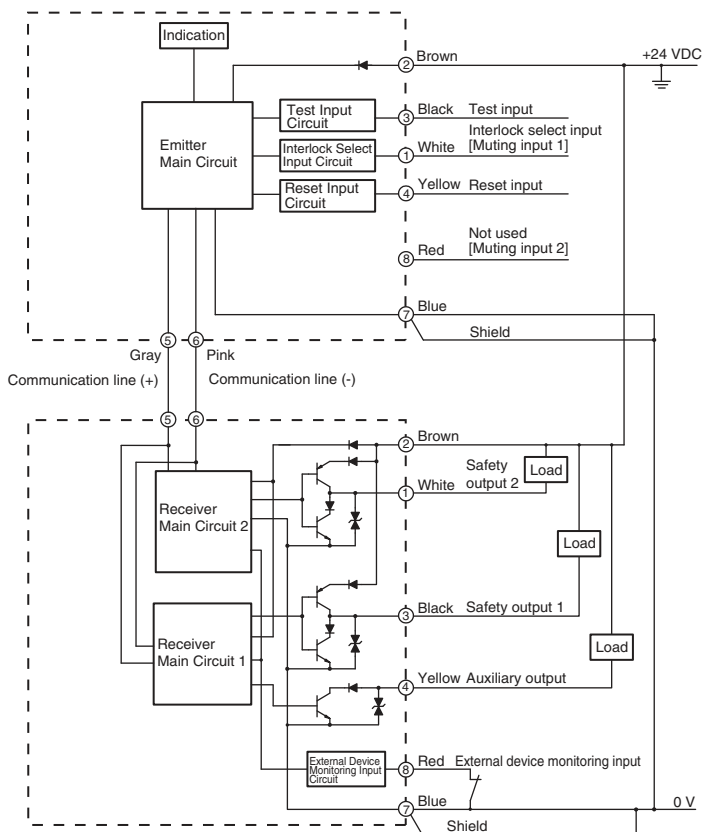 Indication
2 Brown
+24 VDC
Test Input
Circuit
3 Black Test input
Emitter
Main Circuit
Interlock Select
Input Circuit
1 White Interlock select input
[Muting input 1]
Reset Input
Circuit
4 Yellow Reset input
8 Red Not used
[Muting input 2]
7 Blue
Shield
5 6
Gray Pink
Communication line (+) Communication line (-)
5 6
2 Brown
Receiver
Main Circuit 2
1 White Safety
output 2
Load
Load
3 Black Safety output 1
Receiver
Main Circuit 1
Load
4 Yellow Auxiliary output
External Device
Monitoring Input
Circuit
8 Red External device monitoring input
7 Blue
0 V
Shield